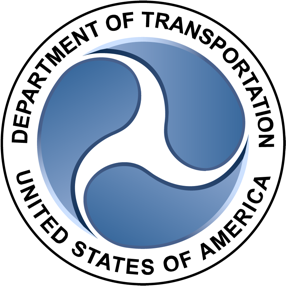 DEPARTMENT OF TRANSPORTATION
UNITED STATES OF AMERICA